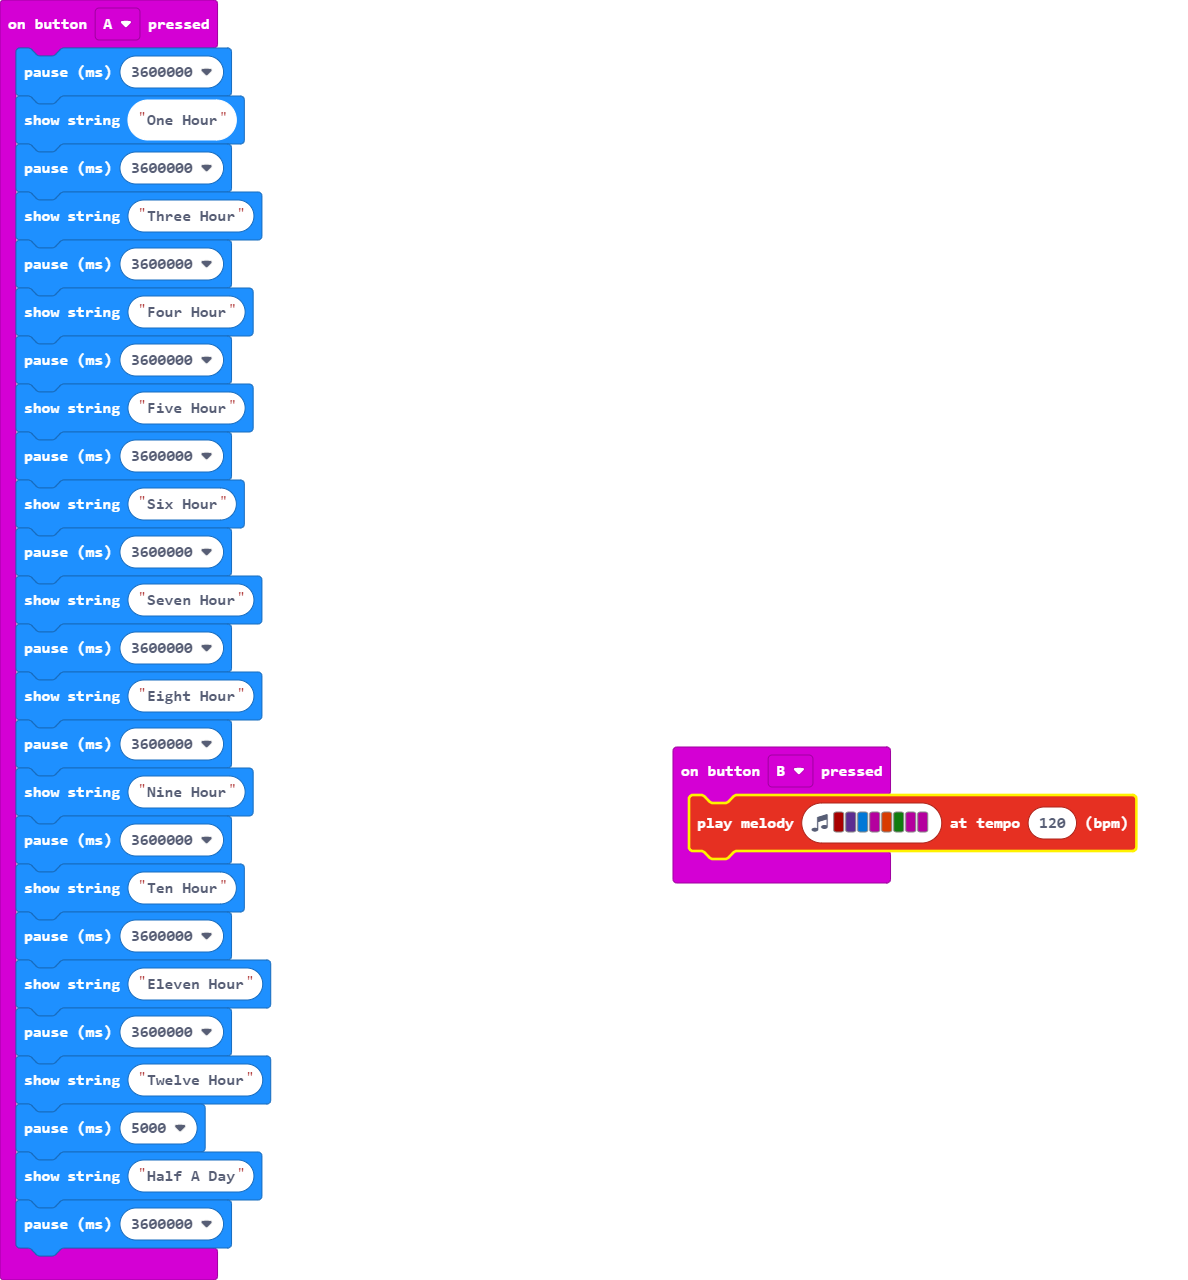 on button A pressed
pause (ms) 3600000
show string "One Hour"
pause (ms) 3600000
show string "Three Hour"
pause (ms) 3600000
show string "Four Hour"
pause (ms) 3600000
show string "Five Hour"
pause (ms) 3600000
show string "Six Hour"
pause (ms) 3600000
show string "Seven Hour"
pause (ms) 3600000
show string "Eight Hour"
pause (ms) 3600000
show string "Nine Hour"
pause (ms) 3600000
show string "Ten Hour"
pause (ms) 3600000
show string "Eleven Hour"
pause (ms) 3600000
show string "Twelve Hour"
pause (ms) 5000
show string "Half A Day"
pause (ms) 3600000
on button B pressed
play melody at tempo 120 (bpm)